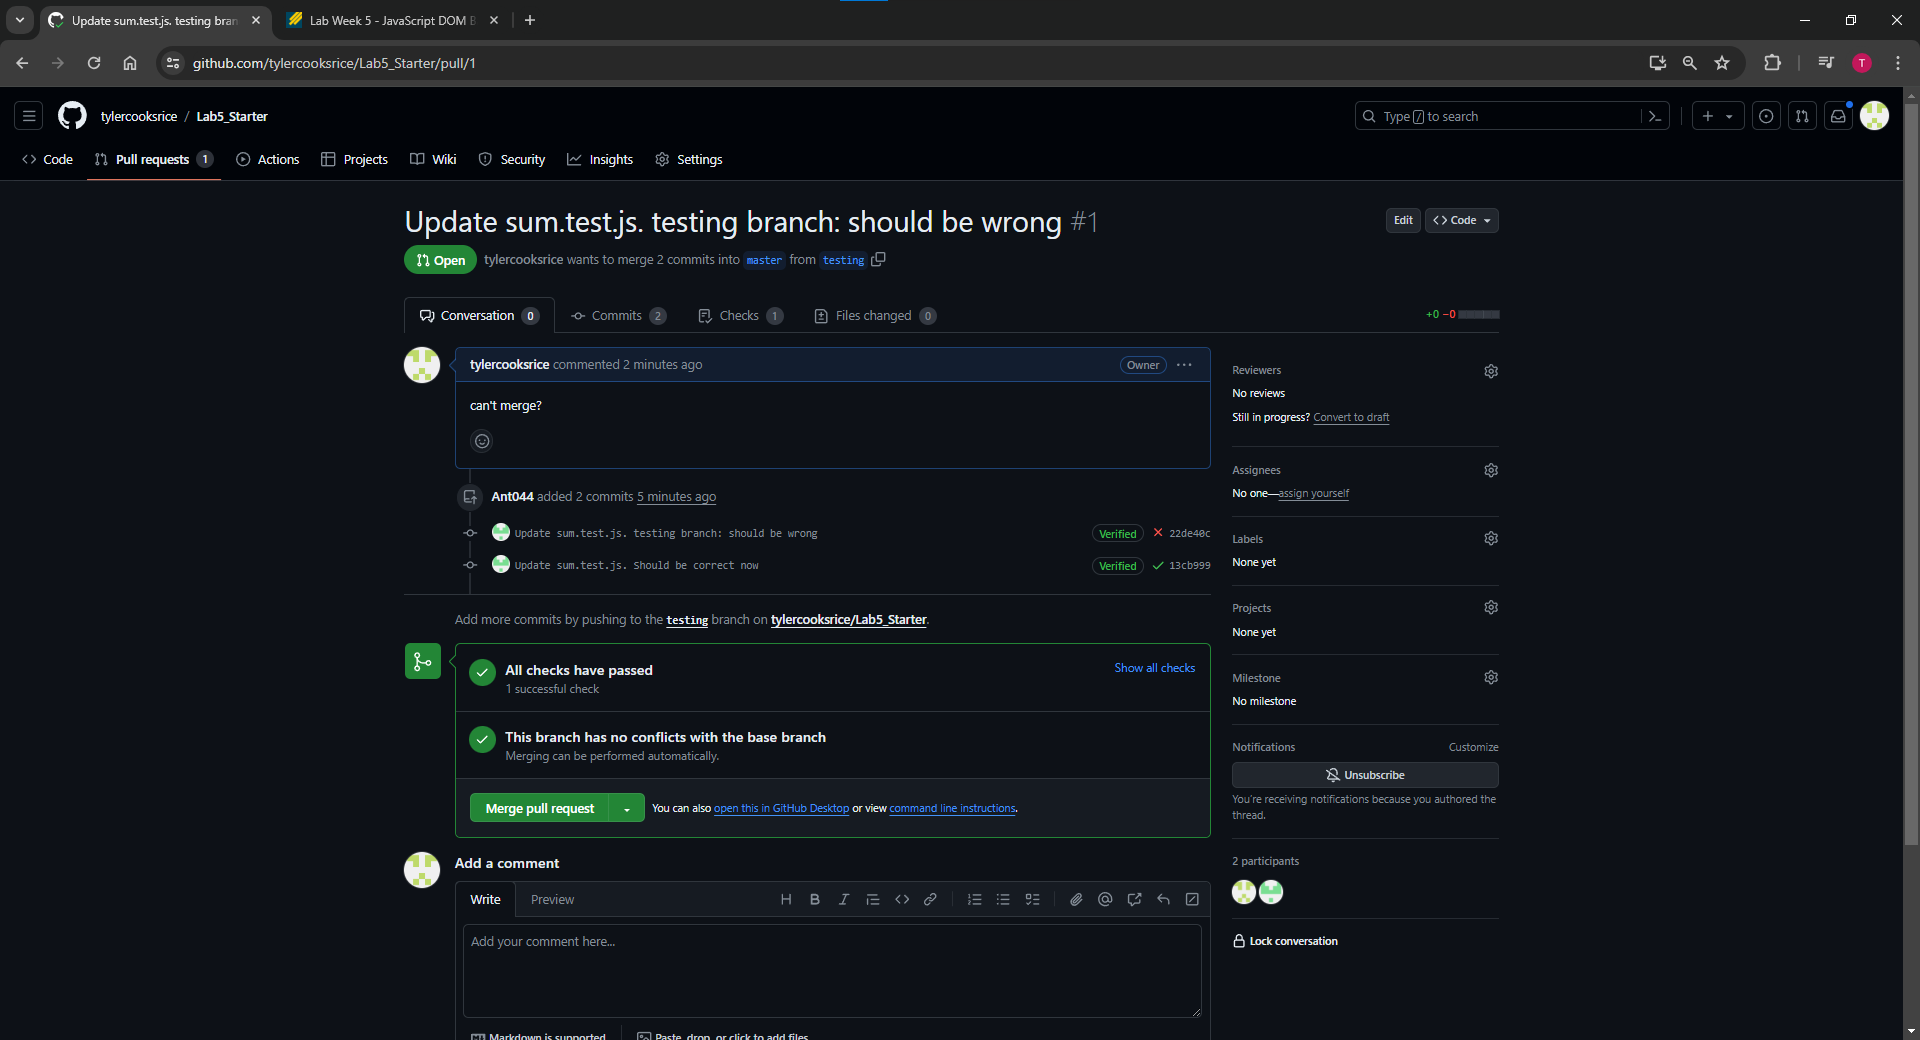 Update sum.test.js. testing bran
Lab Week 5 - JavaScript DOM B
github.com/tylercooksrice/Lab5_Starter/pull/1
T
tylercooksrice / Lab5_Starter
Type / to search
Code
Pull requests 1
Actions
Projects
Wiki
Security
Insights
Settings
Update sum.test.js. testing branch: should be wrong #1
Edit
Code
Open
tylercooksrice wants to merge 2 commits into master from testing
Conversation 0
Commits 2
Checks 1
Files changed 0
+0 −0
tylercooksrice commented 2 minutes ago
Owner
can't merge?
Ant044 added 2 commits 5 minutes ago
Update sum.test.js. testing branch: should be wrong
Verified
22de40c
Update sum.test.js. Should be correct now
Verified
13cb999
Add more commits by pushing to the testing branch on tylercooksrice/Lab5_Starter.
All checks have passed
Show all checks
1 successful check
This branch has no conflicts with the base branch
Merging can be performed automatically.
Merge pull request
You can also open this in GitHub Desktop or view command line instructions.
Add a comment
Write
Preview
Add your comment here...
Markdown is supported
Paste, drop, or click to add files
Reviewers
No reviews
Still in progress? Convert to draft
Assignees
No one—assign yourself
Labels
None yet
Projects
None yet
Milestone
No milestone
Notifications
Customize
Unsubscribe
You're receiving notifications because you authored the
thread.
2 participants
Lock conversation